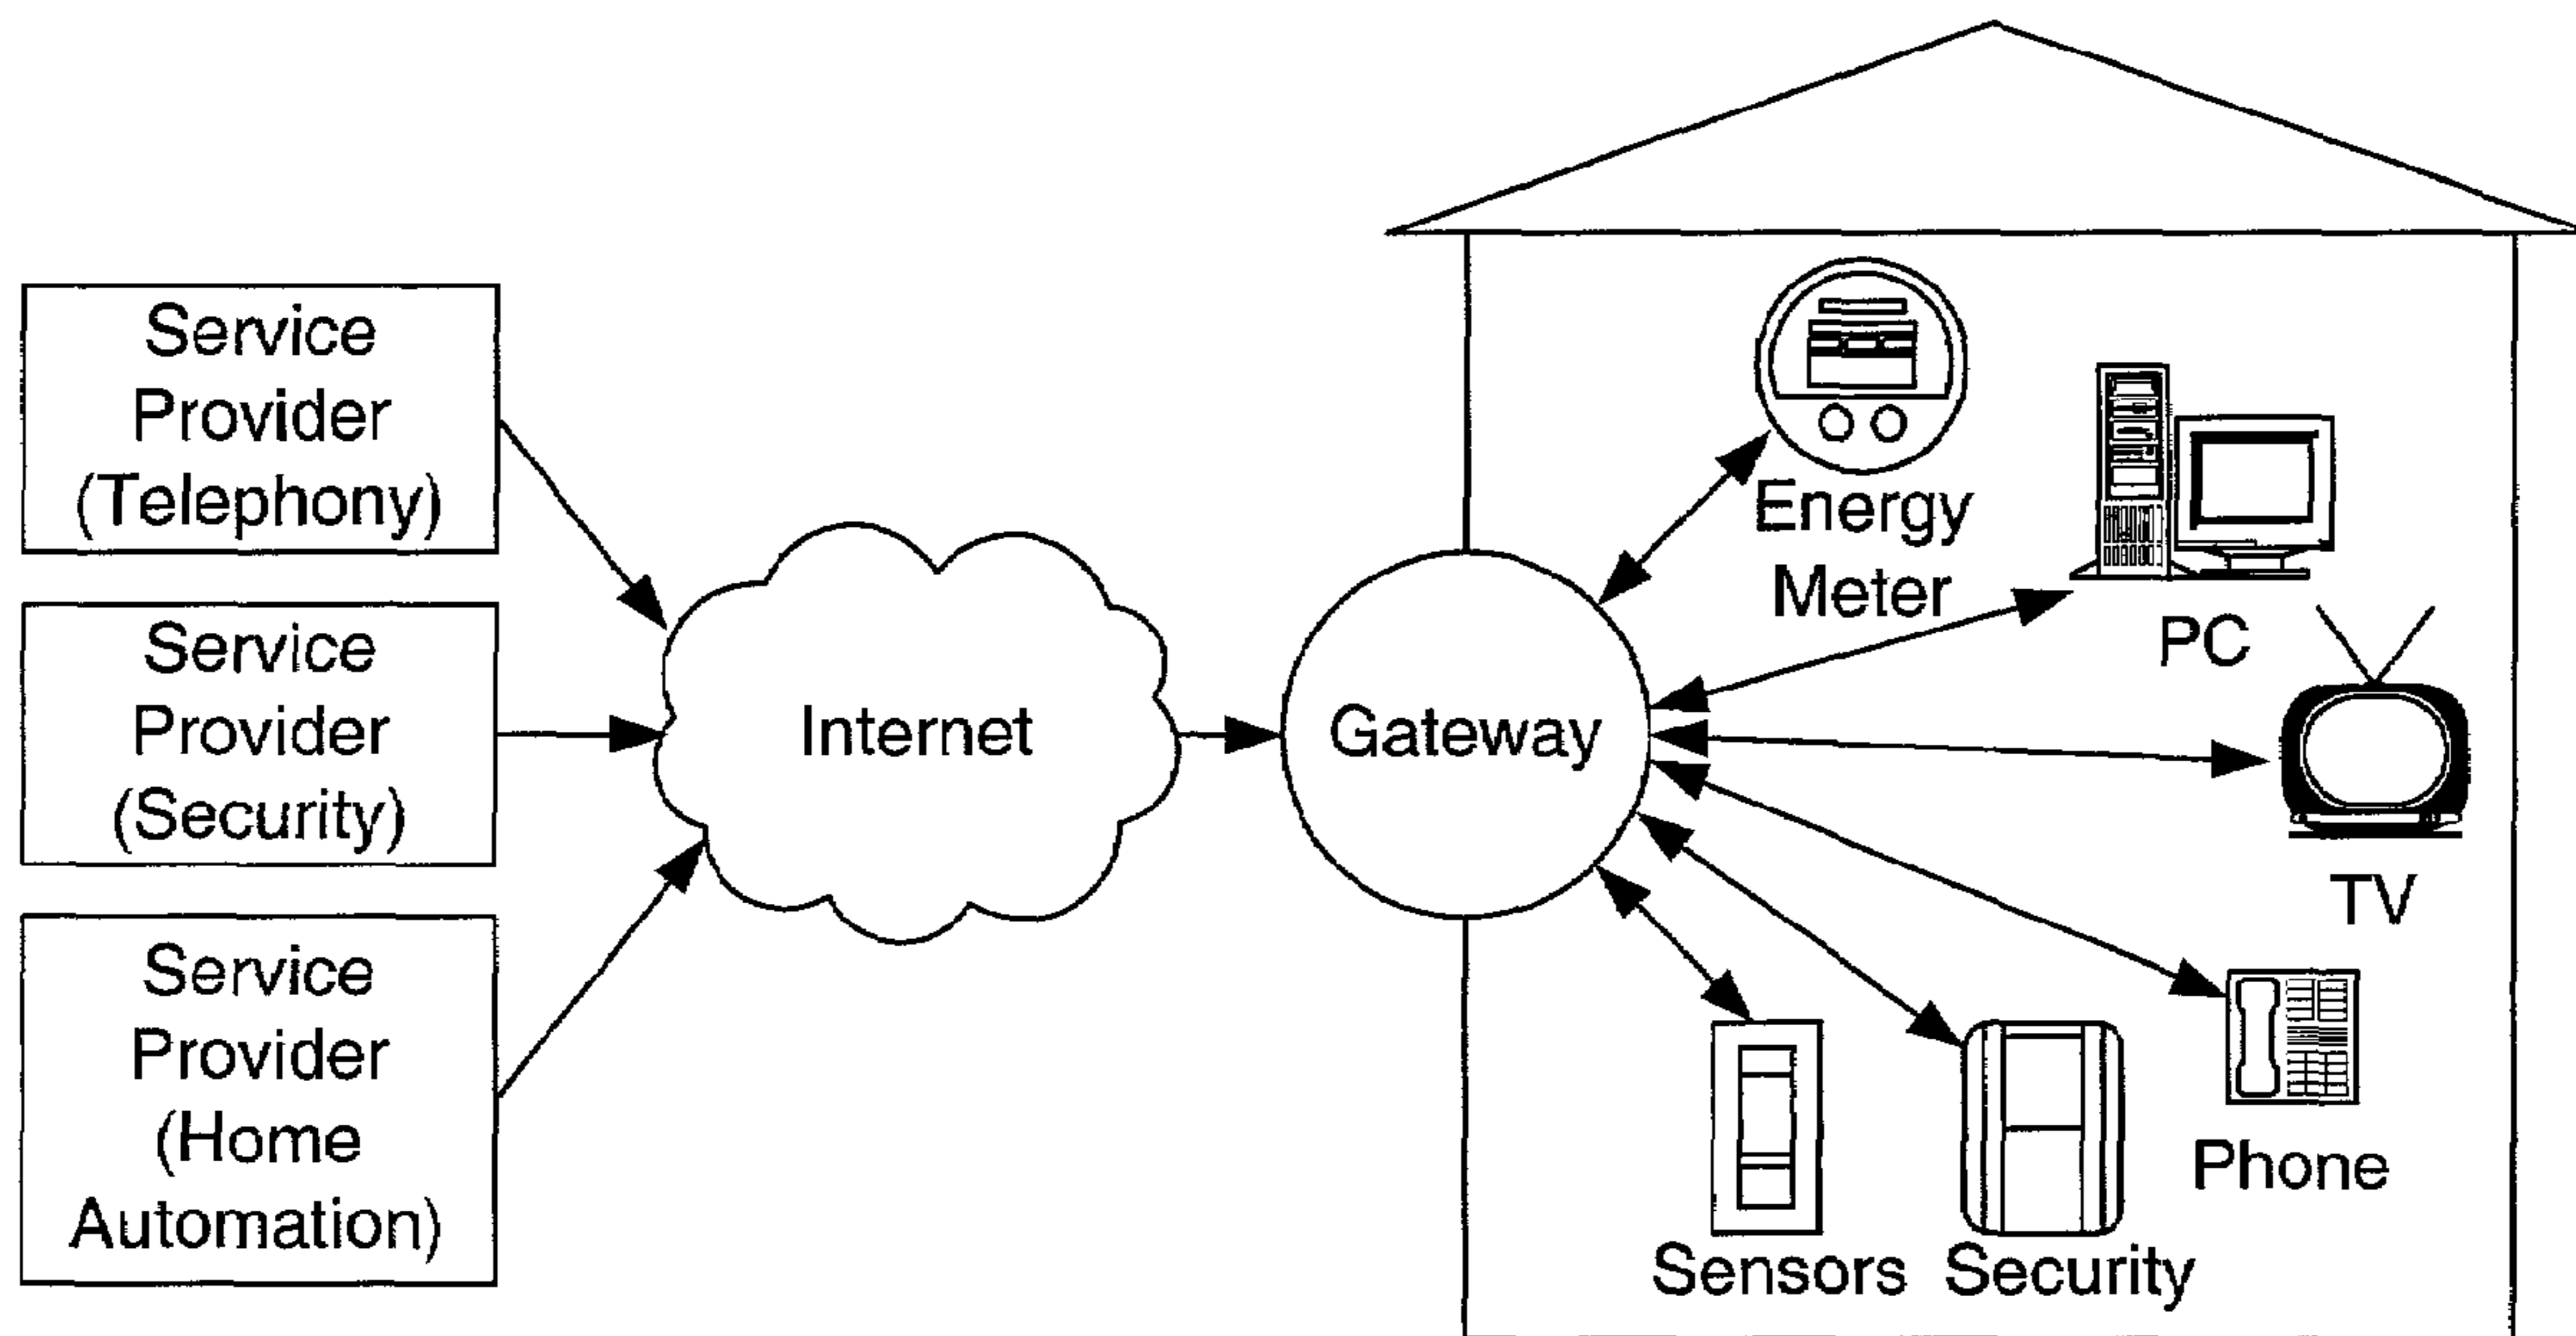 Service
Provider
(Telephony)
Service
Provider
(Security)
Service
Provider
(Home
Automation)
Internet
Gateway
Energy
Meter
PC
TV
Phone
Sensors
Security